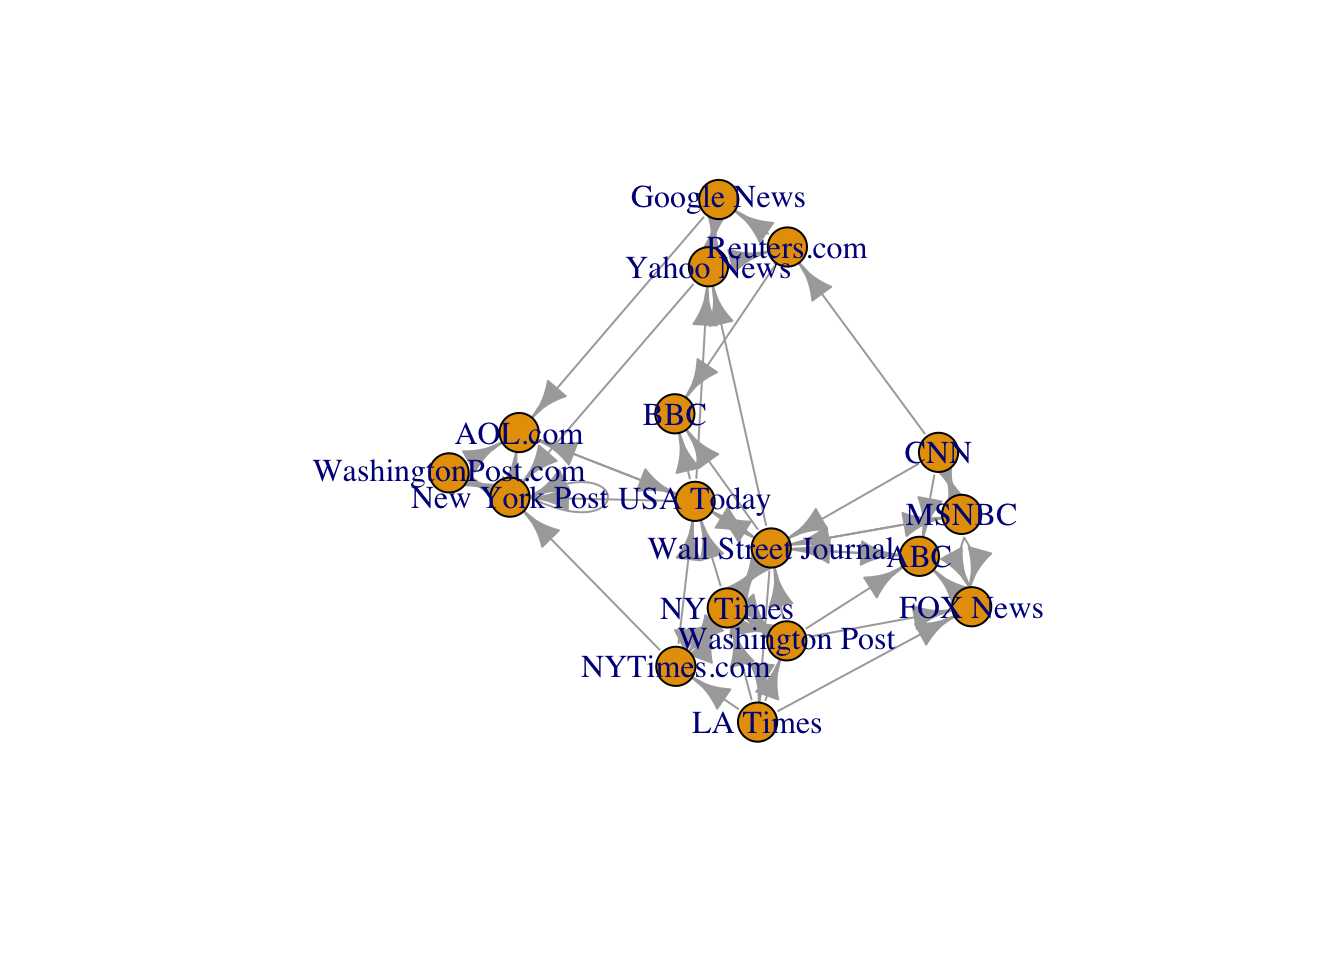 Google News
Reuters.com
Yahoo News
BBC
AOL.com
CNN
WashingtonPost.com
New York Post
USA Today
MSNBC
Wall Street Journal
ABC
NY Times
FOX News
Washington Post
NYTimes.com
LA Times